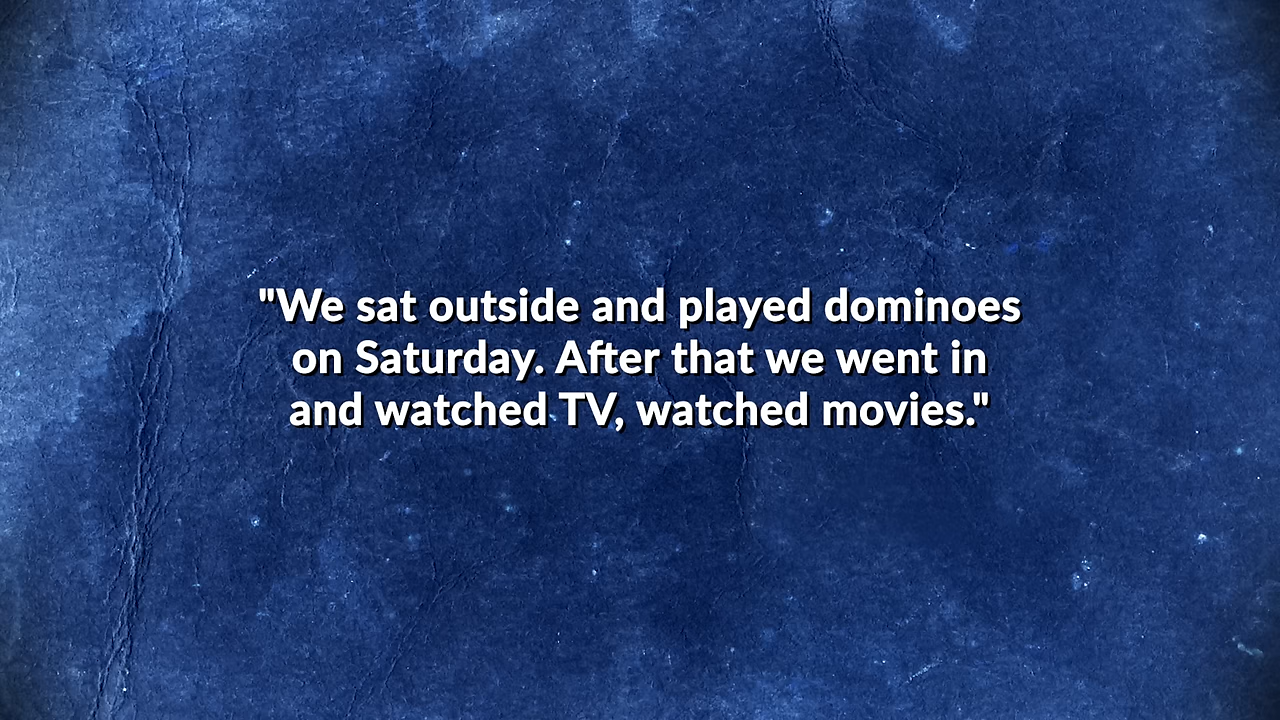 "We sat outside and played dominoes
on Saturday. After that we went in
and watched TV, watched movies."